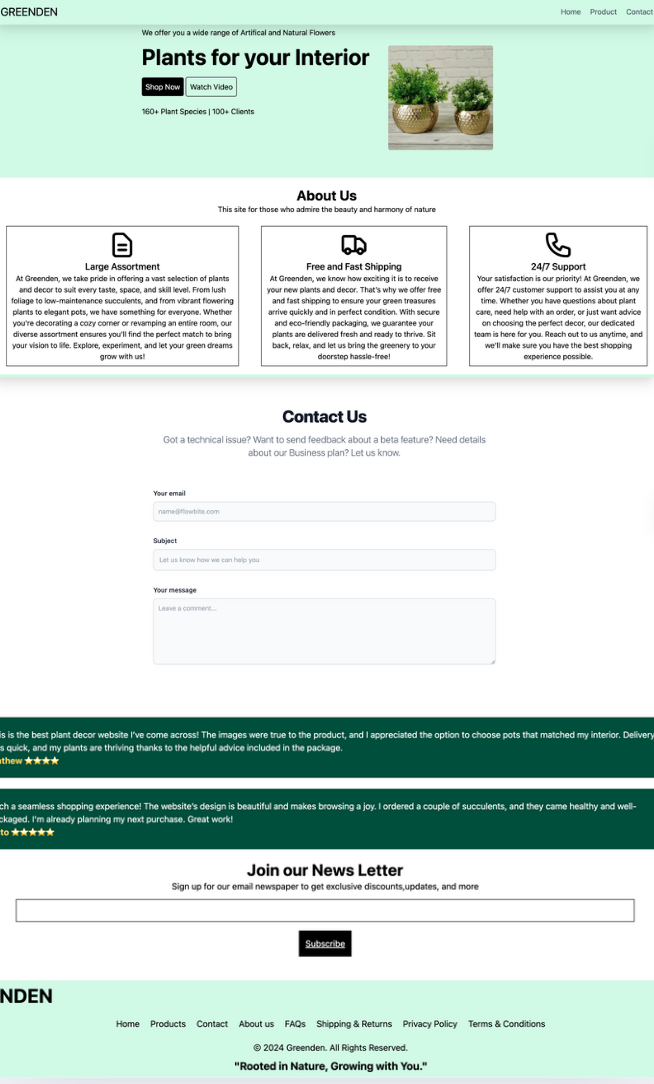 GREENDEN
Home Product Contact
We offer you a wide range of Artifical and Natural Flowers
Plants for your Interior
Shop Now Watch Video
160+ Plant Species | 100+ Clients
About Us
This site for those who admire the beauty and harmony of nature
Large Assortment
At Greenden, we take pride in offering a vast selection of plants
and decor to suit every taste, space, and skill level. From lush
foliage to low-maintenance succulents, and from vibrant flowering
plants to elegant pots, we have something for everyone. Whether
you're decorating a cozy corner or revamping an entire room, our
diverse assortment ensures you'll find the perfect match to bring
your vision to life. Explore, experiment, and let your green dreams
grow with us!
Free and Fast Shipping
At Greenden, we know how exciting it is to receive
your new plants and decor. That's why we offer free
and fast shipping to ensure your green treasures
arrive quickly and in perfect condition. With secure
and eco-friendly packaging, we guarantee your
plants are delivered fresh and ready to thrive. Sit
back, relax, and let us bring the greenery to your
doorstep hassle-free!
24/7 Support
Your satisfaction is our priority! At Greenden, we
offer 24/7 customer support to assist you at any
time. Whether you have questions about plant
care, need help with an order, or just want advice
on choosing the perfect decor, our dedicated
team is here for you. Reach out to us anytime, and
we'll make sure you have the best shopping
experience possible.
Contact Us
Got a technical issue? Want to send feedback about a beta feature? Need details
about our Business plan? Let us know.
Your email
name@flowbite.com
Subject
Let us know how we can help you
Your message
Leave a comment...
is is the best plant decor website I've come across! The images were true to the product, and I appreciated the option to choose pots that matched my interior. Delivery
s quick, and my plants are thriving thanks to the helpful advice included in the package.
thew ★★★★
ch a seamless shopping experience! The website's design is beautiful and makes browsing a joy. I ordered a couple of succulents, and they came healthy and well-
ckaged. I'm already planning my next purchase. Great work!
to ★★★★★
Join our News Letter
Sign up for our email newspaper to get exclusive discounts,updates, and more
Subscribe
NDEN
Home Products Contact About us FAQs Shipping & Returns Privacy Policy Terms & Conditions
© 2024 Greenden. All Rights Reserved.
"Rooted in Nature, Growing with You."